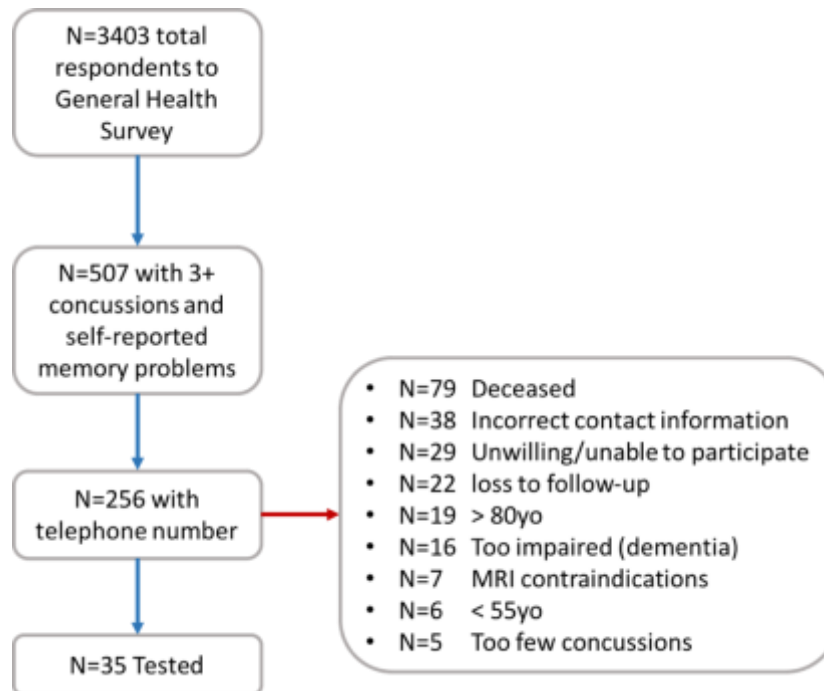 N=3403 total
respondents to
General Health
Survey
N=507 with 3+
concussions and
self-reported
memory problems
N=256 with
telephone number
• N=79 Deceased
• N=38 Incorrect contact information
• N=29 Unwilling/unable to participate
• N=22 loss to follow-up
• N=19 > 80yo
• N=16 Too impaired (dementia)
• N=7 MRI contraindications
• N=6 < 55yo
• N=5 Too few concussions
N=35 Tested